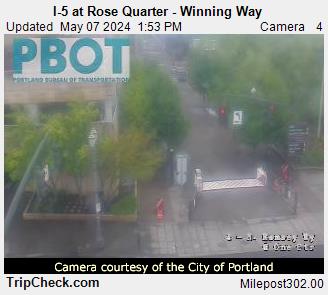 I-5 at Rose Quarter - Winning Way
Updated May 07 2024 1:53 PM Camera 4
PBOT
PORTLAND BUREAU OF TRANSPORTATION
Camera courtesy of the City of Portland
TripCheck.com Milepost302.00